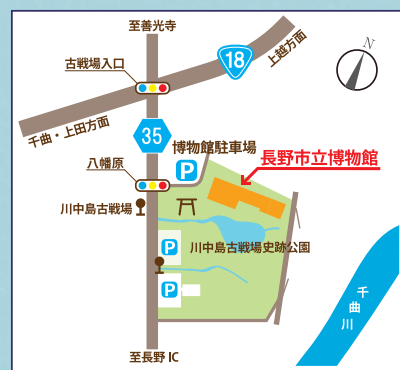 至善光寺
N
18
上越方面
古戦場入口
千曲・上田方面
35
博物館駐車場
八幡原
P
長野市立博物館
川中島古戦場
P
川中島古戦場史跡公園
P
千曲川
至長野 IC